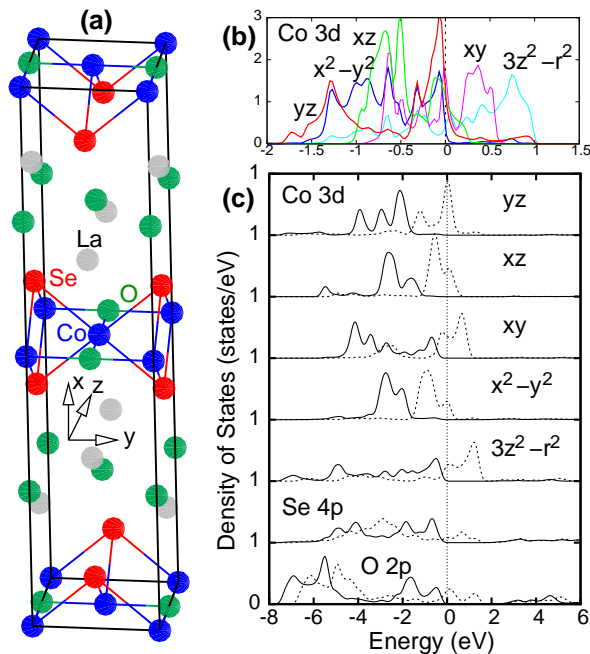 (a)
La
Se
O
Co
x
z
y
(b)
Co 3d
xz
x² − y²
yz
xy
3z² − r²
3
2
1
0
-2
-1.5
-1
-0.5
0
0.5
1
1.5
(c)
Co 3d
yz
xz
xy
x² − y²
3z² − r²
Se 4p
O 2p
1
1
1
1
1
1
1
0
Density of States (states/eV)
-8
-6
-4
-2
0
2
4
6
Energy (eV)